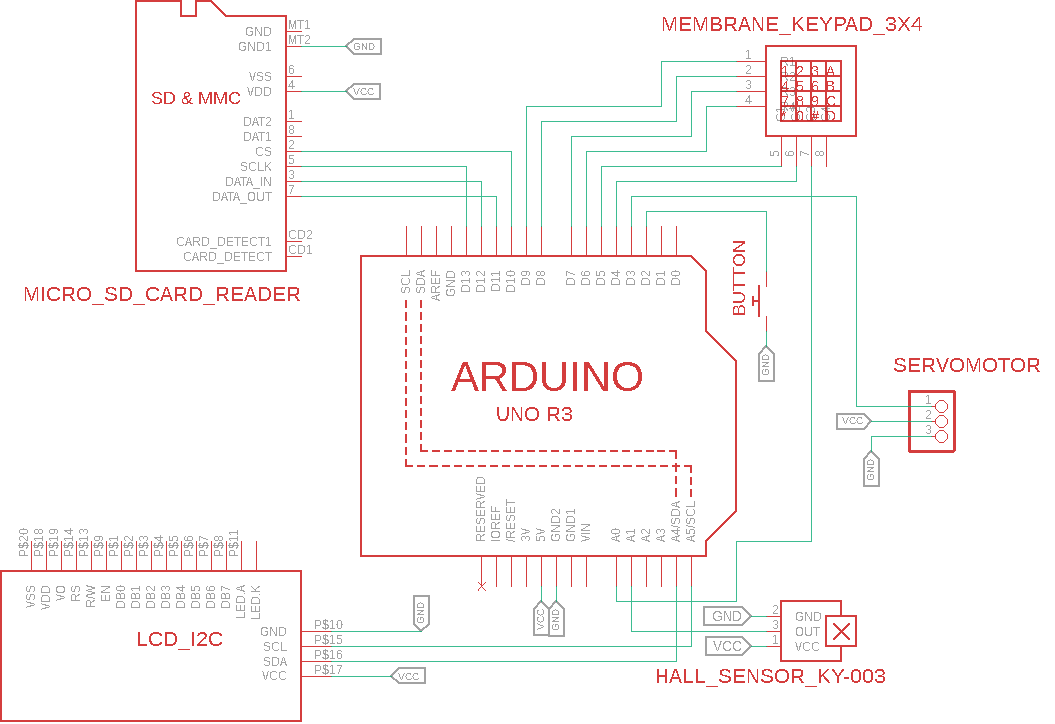 MEMBRANE_KEYPAD_3X4
1
2
3
4
1 2 3 A
4 5 6 B
7 8 9 C
* 0 # D
5
6
7
8
SD & MMC
GND MT1
GND1 MT2
GND
VSS 6
VDD 4
VCC
DAT2 1
DAT1 8
CS 2
SCLK 5
DATA_IN 3
DATA_OUT 7
CARD_DETECT1 CD2
CARD_DETECT CD1
MICRO_SD_CARD_READER
SCL
SDA
AREF
GND
D13
D12
D11
D10
D9
D8
D7
D6
D5
D4
D3
D2
D1
D0
ARDUINO
UNO R3
RESERVED
IOREF
/RESET
3V
5V
GND2
GND1
VIN
A0
A1
A2
A3
A4/SDA
A5/SCL
VCC
GND
BUTTON
GND
SERVOMOTOR
1
2
3
VCC
GND
P$20
P$18
P$19
P$14
P$13
P$9
P$1
P$2
P$3
P$4
P$5
P$6
P$7
P$8
P$11
VSS
VDD
VO
RS
R/W
EN
DB0
DB1
DB2
DB3
DB4
DB5
DB6
DB7
LED.A
LED.K
LCD_I2C
GND P$10
SCL P$15
SDA P$16
VCC P$17
GND
VCC
GND 2 GND
3 OUT
VCC 1 VCC
HALL_SENSOR_KY-003